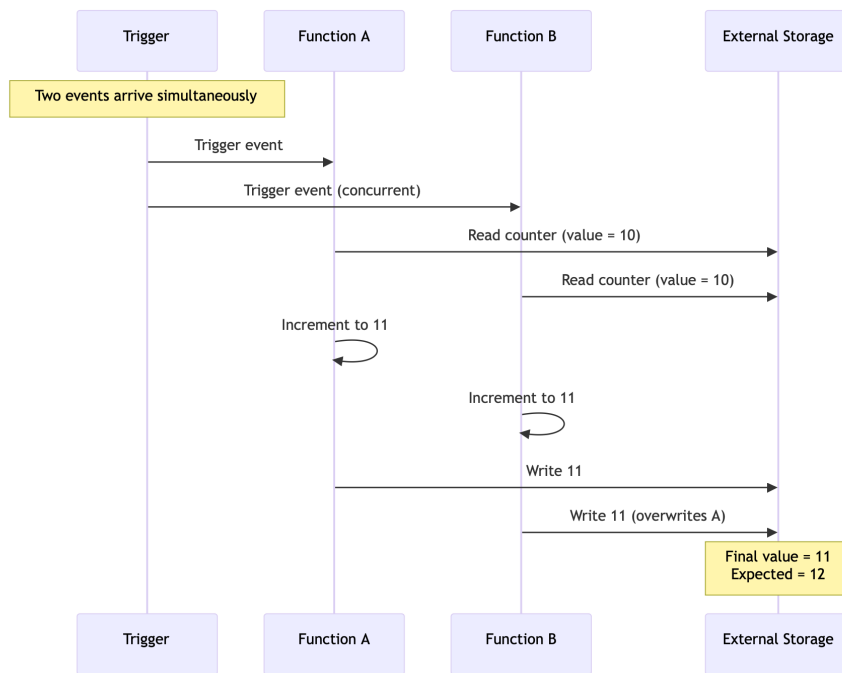 Trigger
Function A
Function B
External Storage
Two events arrive simultaneously
Trigger event
Trigger event (concurrent)
Read counter (value = 10)
Read counter (value = 10)
Increment to 11
Increment to 11
Write 11
Write 11 (overwrites A)
Final value = 11
Expected = 12
Trigger
Function A
Function B
External Storage